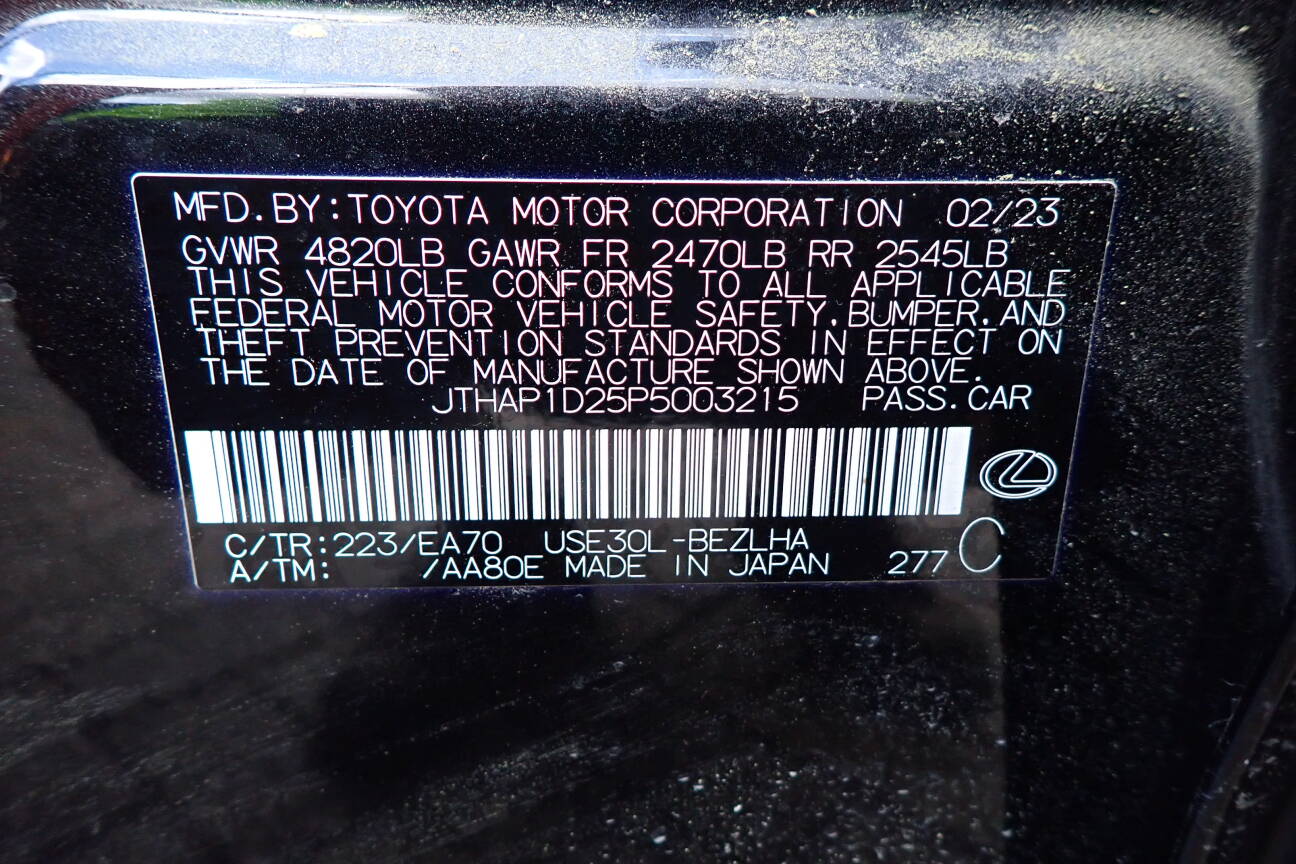 MFD.BY:TOYOTA MOTOR CORPORATION 02/23
GVWR 4820LB GAWR FR 2470LB RR 2545LB
THIS VEHICLE CONFORMS TO ALL APPLICABLE
FEDERAL MOTOR VEHICLE SAFETY,BUMPER,AND
THEFT PREVENTION STANDARDS IN EFFECT ON
THE DATE OF MANUFACTURE SHOWN ABOVE.
JTHAP1D25P5003215 PASS.CAR
C/TR:223/EA70 USE30L-BEZLHA
A/TM: /AA80E MADE IN JAPAN 277 C